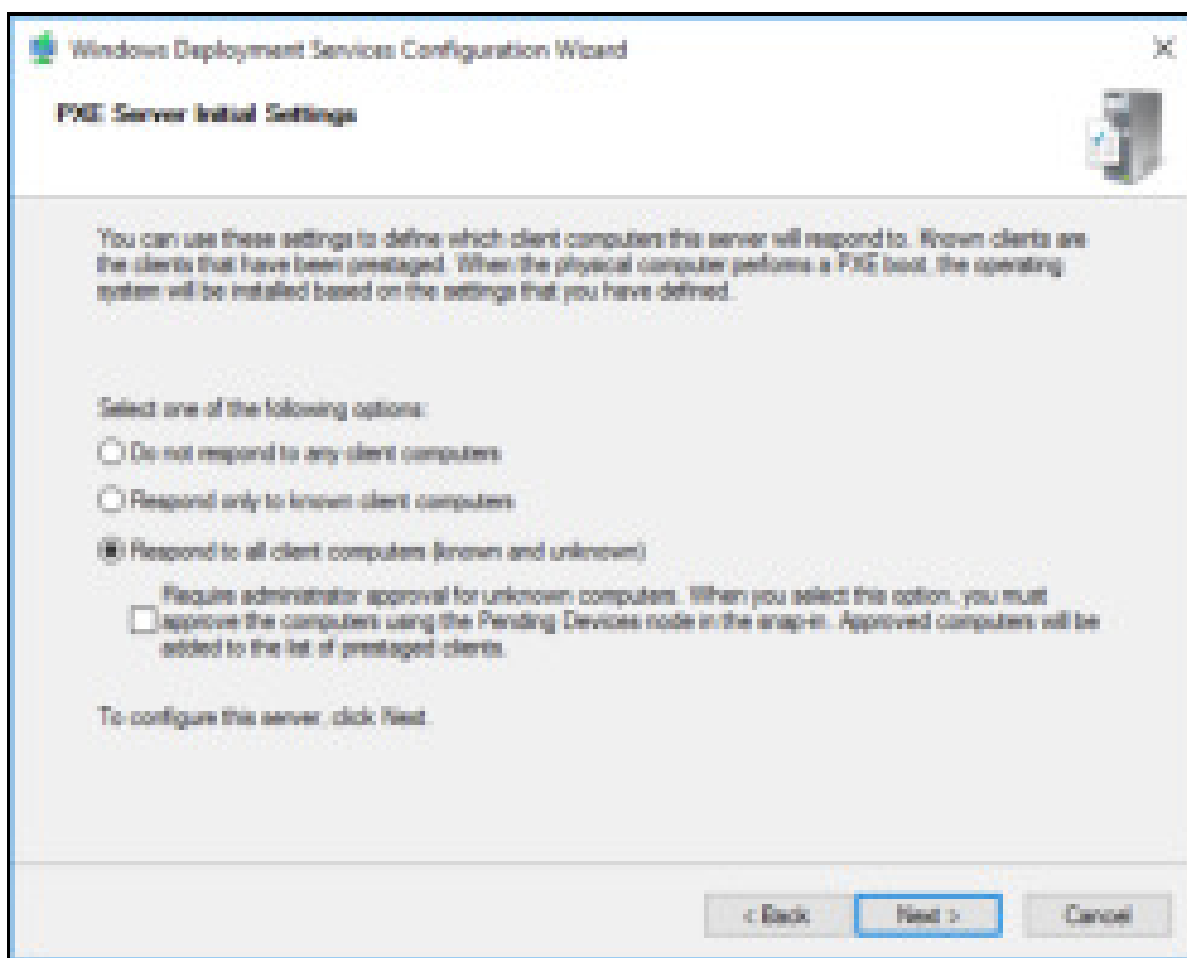 Windows Deployment Services Configuration Wizard
PXE Server Initial Settings
You can use these settings to define which client computers this server will respond to. Known clients are
the clients that have been prestaged. When the physical computer performs a PXE boot, the operating
system will be installed based on the settings that you have defined.
Select one of the following options:
Do not respond to any client computers
Respond only to known client computers
Respond to all client computers (known and unknown)
Require administrator approval for unknown computers. When you select this option, you must
approve the computers using the Pending Devices node in the snap-in. Approved computers will be
added to the list of prestaged clients.
To configure this server, click Next.
< Back Next > Cancel